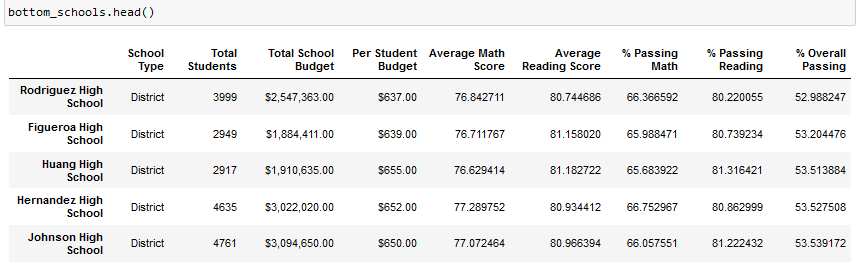 bottom_schools.head()
School Type Total Students Total School Budget Per Student Budget Average Math Score Average Reading Score % Passing Math % Passing Reading % Overall Passing
Rodriguez High School District 3999 $2,547,363.00 $637.00 76.842711 80.744686 66.366592 80.220055 52.988247
Figueroa High School District 2949 $1,884,411.00 $639.00 76.711767 81.158020 65.988471 80.739234 53.204476
Huang High School District 2917 $1,910,635.00 $655.00 76.629414 81.182722 65.683922 81.316421 53.513884
Hernandez High School District 4635 $3,022,020.00 $652.00 77.289752 80.934412 66.752967 80.862999 53.527508
Johnson High School District 4761 $3,094,650.00 $650.00 77.072464 80.966394 66.057551 81.222432 53.539172